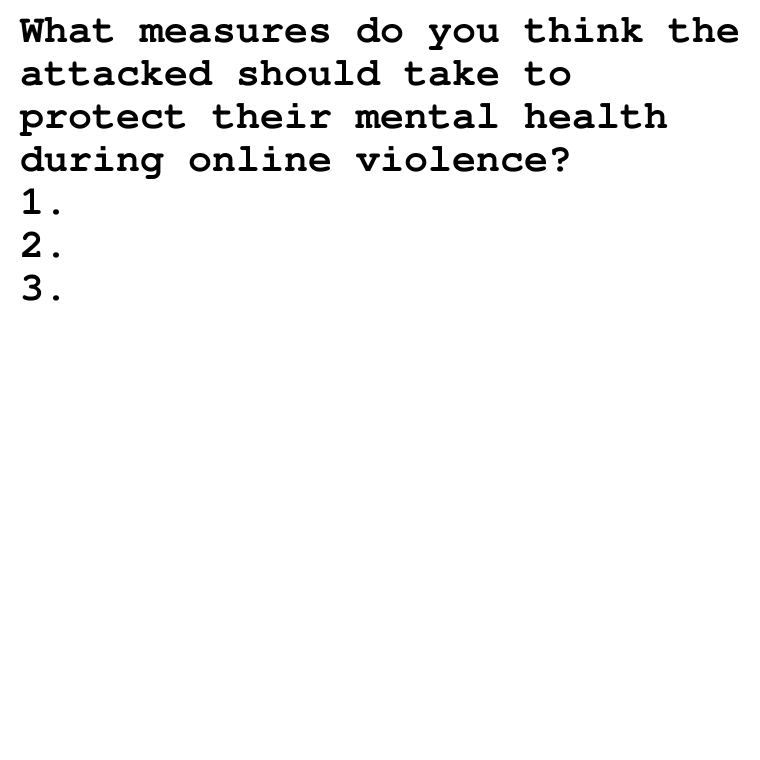 What measures do you think the
attacked should take to
protect their mental health
during online violence?
1.
2.
3.